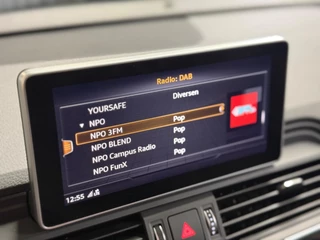 Radio: DAB
YOURSAFE Diversen
NPO
NPO 3FM Pop
NPO BLEND Pop
NPO Campus Radio Pop
NPO FunX Pop
12:55